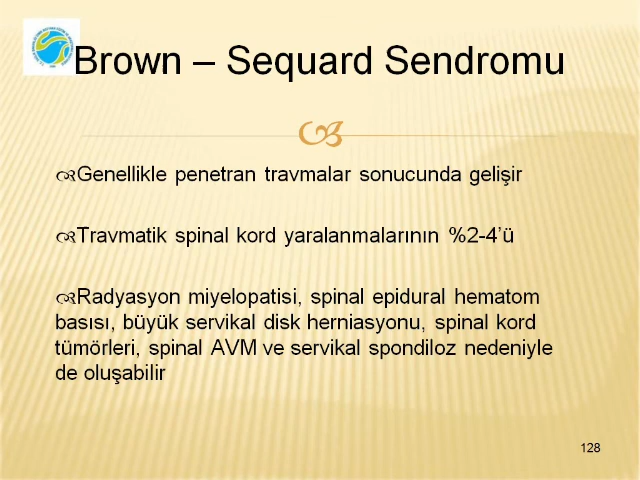 Brown – Sequard Sendromu
Genellikle penetran travmalar sonucunda gelişir
Travmatik spinal kord yaralanmalarının %2-4’ü
Radyasyon miyelopatisi, spinal epidural hematom
basısı, büyük servikal disk herniasyonu, spinal kord
tümörleri, spinal AVM ve servikal spondiloz nedeniyle
de oluşabilir
128